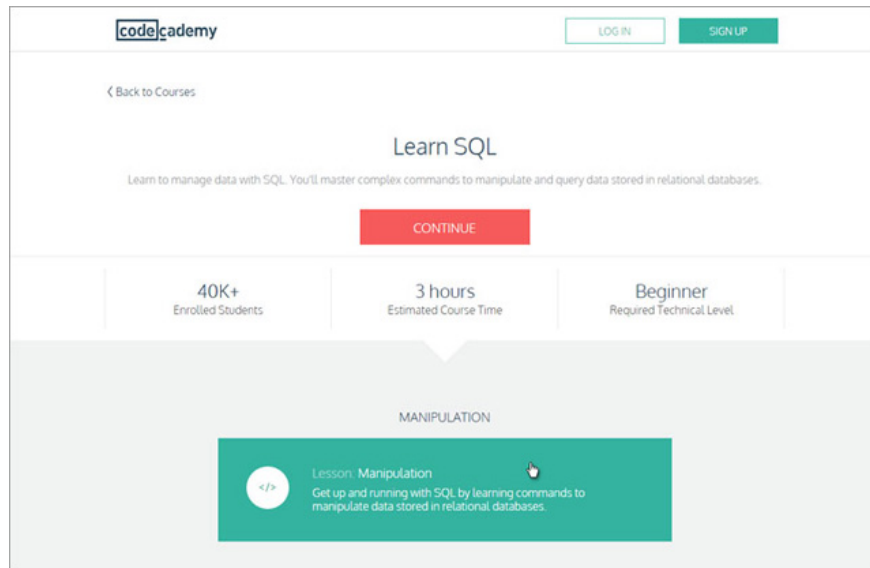 codecademy
LOG IN
SIGN UP
Back to Courses
Learn SQL
Learn to manage data with SQL. You'll master complex commands to manipulate and query data stored in relational databases.
CONTINUE
40K+
Enrolled Students
3 hours
Estimated Course Time
Beginner
Required Technical Level
MANIPULATION
</>
Lesson: Manipulation
Get up and running with SQL by learning commands to
manipulate data stored in relational databases.